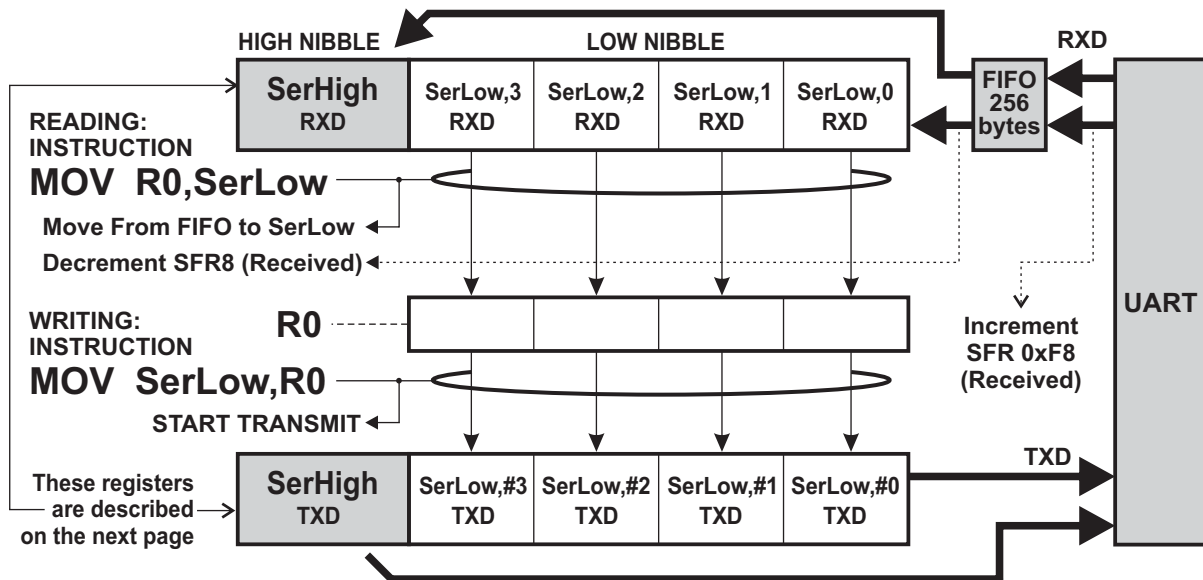 HIGH NIBBLE
LOW NIBBLE
RXD
SerHigh
RXD
SerLow,3
RXD
SerLow,2
RXD
SerLow,1
RXD
SerLow,0
RXD
FIFO
256
bytes
READING:
INSTRUCTION
MOV R0,SerLow
Move From FIFO to SerLow
Decrement SFR8 (Received)
UART
WRITING:
INSTRUCTION
R0
Increment
SFR 0xF8
(Received)
MOV SerLow,R0
START TRANSMIT
TXD
These registers
are described
on the next page
SerHigh
TXD
SerLow,#3
TXD
SerLow,#2
TXD
SerLow,#1
TXD
SerLow,#0
TXD